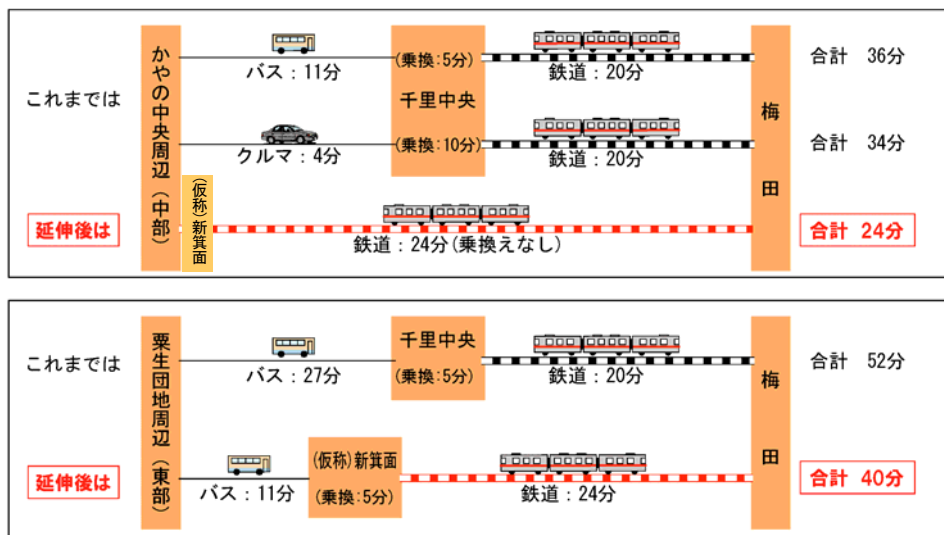 かやの中央周辺(中部)
これまでは
バス：11分
(乗換:5分)
鉄道：20分
合計 36分
千里中央
クルマ：4分
(乗換:10分)
鉄道：20分
合計 34分
梅田
(仮称)新箕面
延伸後は
鉄道：24分(乗換えなし)
合計 24分
粟生団地周辺(東部)
これまでは
バス：27分
千里中央
(乗換:5分)
鉄道：20分
合計 52分
梅田
延伸後は
バス：11分
(仮称)新箕面
(乗換:5分)
鉄道：24分
合計 40分